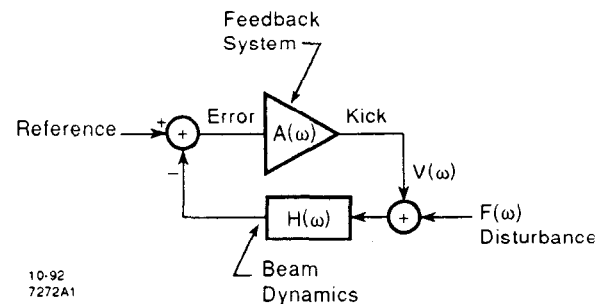 Feedback
System
Reference
+
+
−
Error
A(ω)
Kick
V(ω)
H(ω)
+
F(ω)
Disturbance
Beam
Dynamics
10-92
7272A1